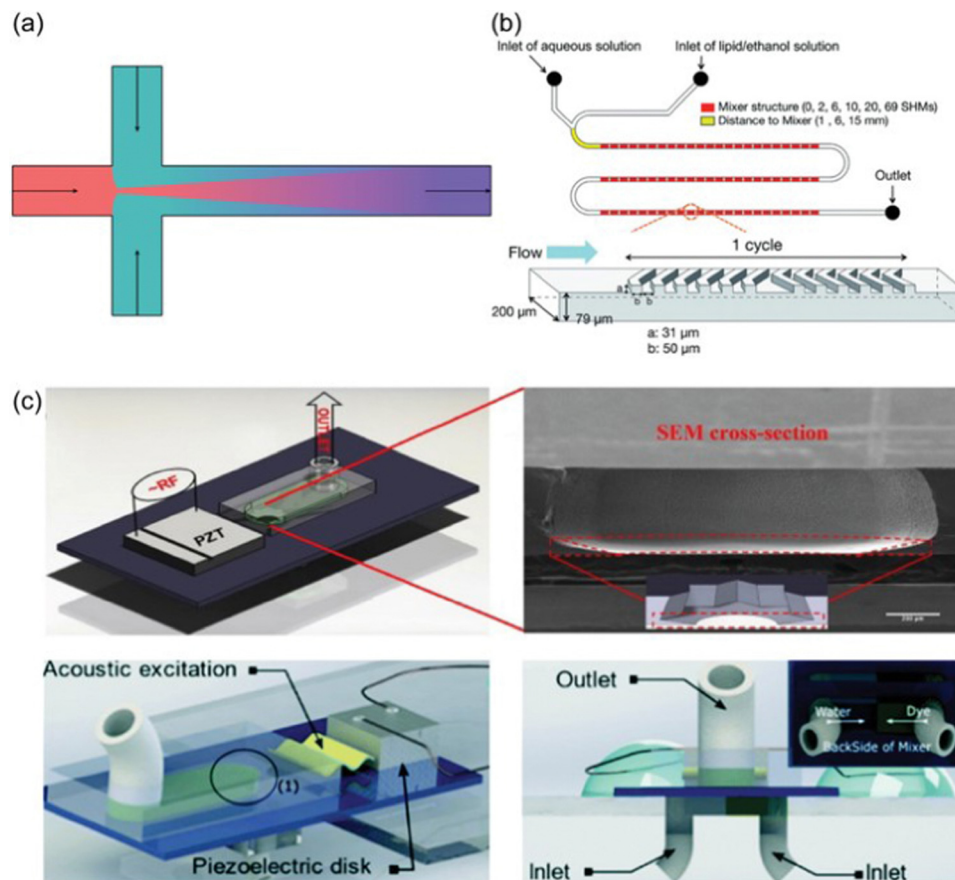 (a)
(b)
Inlet of aqueous solution
Inlet of lipid/ethanol solution
Mixer structure (0, 2, 6, 10, 20, 69 SHMs)
Distance to Mixer (1 , 6, 15 mm)
Outlet
1 cycle
Flow
a
b b
200 μm
79 μm
a: 31 μm
b: 50 μm
(c)
OUTLET
~RF
PZT
SEM cross-section
200 μm
Acoustic excitation
(1)
Piezoelectric disk
Outlet
Water
Dye
BackSide of Mixer
Inlet
Inlet